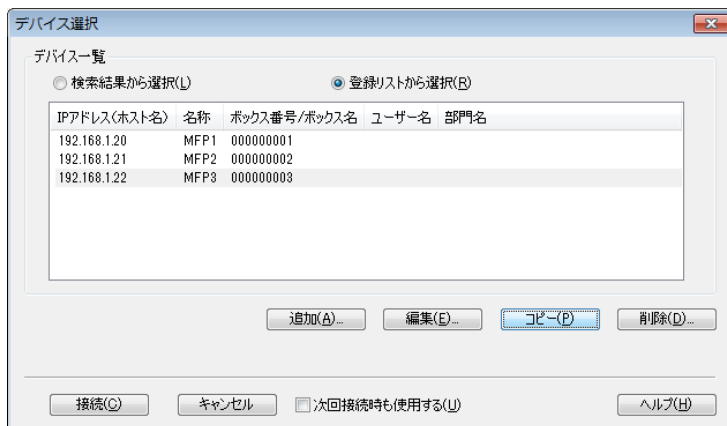 デバイス選択
デバイス一覧
検索結果から選択(L) 登録リストから選択(R)
IPアドレス(ホスト名) 名称 ボックス番号/ボックス名 ユーザー名 部門名
192.168.1.20 MFP1 000000001
192.168.1.21 MFP2 000000002
192.168.1.22 MFP3 000000003
追加(A)... 編集(E)... コピー(P) 削除(D)...
接続(C) キャンセル 次回接続時も使用する(U) ヘルプ(H)